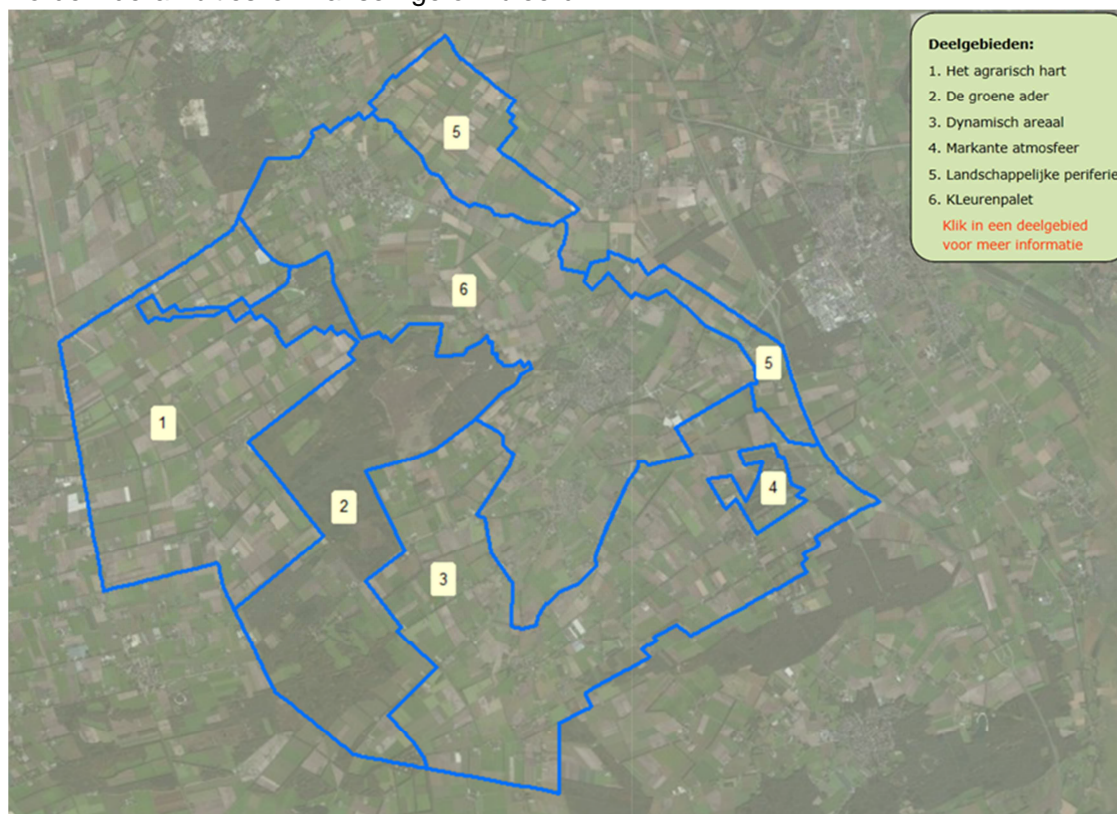 Deelgebieden:
1. Het agrarisch hart
2. De groene ader
3. Dynamisch areaal
4. Markante atmosfeer
5. Landschappelijke periferie
6. KLeurenpalet
Klik in een deelgebied
voor meer informatie
5
6
5
1
4
2
3